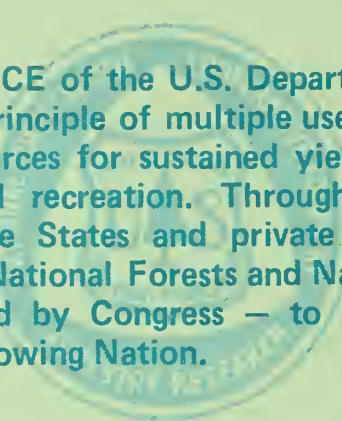 CE of the U.S. Depart
rinciple of multiple use
rces for sustained yie
recreation. Through
e States and private
National Forests and Na
d by Congress — to
owing Nation.